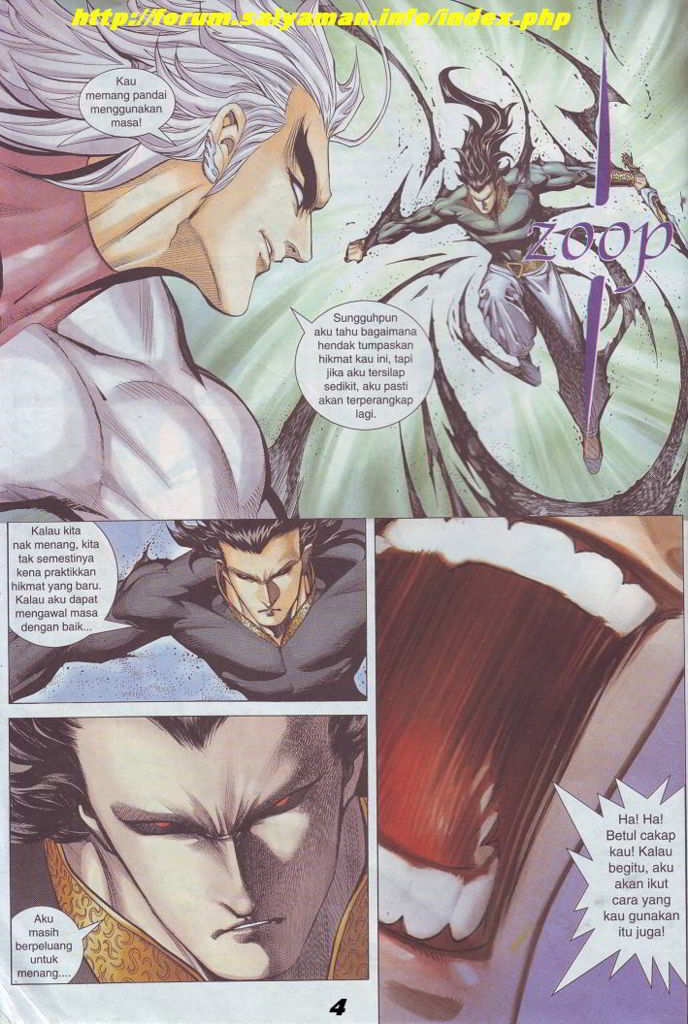 http://forum.saiyaman.info/index.php
Kau
memang pandai
menggunakan
masa!
zoop
Sungguhpun
aku tahu bagaimana
hendak tumpaskan
hikmat kau ini, tapi
jika aku tersilap
sedikit, aku pasti
akan terperangkap
lagi.
Kalau kita
nak menang, kita
tak semestinya
kena praktikkan
hikmat yang baru.
Kalau aku dapat
mengawal masa
dengan baik...
Aku
masih
berpeluang
untuk
menang....
Ha! Ha!
Betul cakap
kau! Kalau
begitu, aku
akan ikut
cara yang
kau gunakan
itu juga!
4